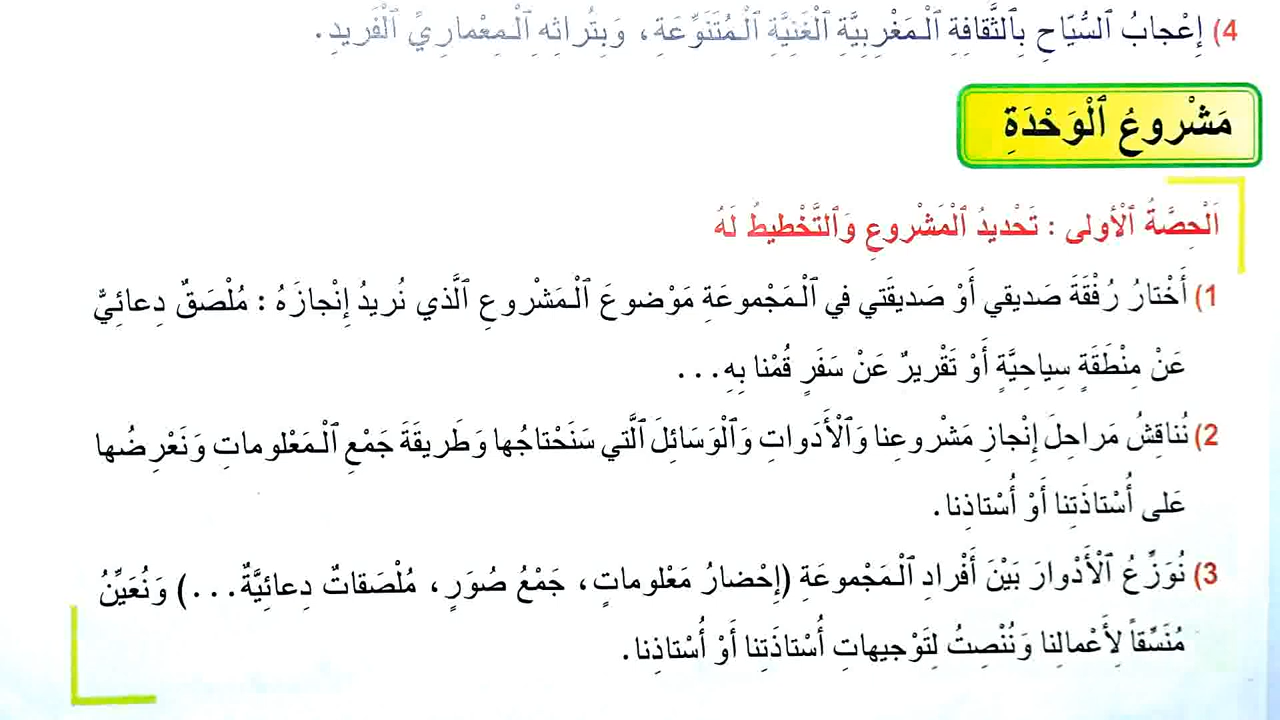 4) إِعْجابُ ٱلسُّيّاحِ بِٱلثَّقافَةِ ٱلْمَغْرِبِيَّةِ ٱلْغَنِيَّةِ ٱلْمُتَنَوِّعَةِ، وَبِتُراثِهِ ٱلْمِعْمارِيِّ ٱلْفَريدِ.
مَشْروعُ ٱلْوَحْدَةِ
اَلْحِصَّةُ ٱلْأولى : تَحْديدُ ٱلْمَشْروعِ وَٱلتَّخْطيطُ لَهُ
1) أَخْتارُ رُفْقَةَ صَديقي أَوْ صَديقَتي في ٱلْمَجْموعَةِ مَوْضوعَ ٱلْمَشْروعِ ٱلَّذي نُريدُ إِنْجازَهُ : مُلْصَقٌ دِعائِيٌّ
عَنْ مِنْطَقَةٍ سِياحِيَّةٍ أَوْ تَقْريرٌ عَنْ سَفَرٍ قُمْنا بِهِ...
2) نُناقِشُ مَراحِلَ إِنْجازِ مَشْروعِنا وَٱلْأَدَواتِ وَٱلْوَسَائِلَ ٱلَّتي سَنَحْتاجُها وَطَريقَةَ جَمْعِ ٱلْمَعْلوماتِ وَنَعْرِضُها
عَلى أُسْتاذَتِنا أَوْ أُسْتاذِنا.
3) نُوَزِّعُ ٱلْأَدْوارَ بَيْنَ أَفْرادِ ٱلْمَجْموعَةِ (إِحْضارُ مَعْلوماتٍ، جَمْعُ صُوَرٍ، مُلْصَقاتٌ دِعائِيَّةٌ...) وَنُعَيِّنُ
مُنَسِّقاً لِأَعْمالِنا وَنُنْصِتُ لِتَوْجيهاتِ أُسْتاذَتِنا أَوْ أُسْتاذِنا.